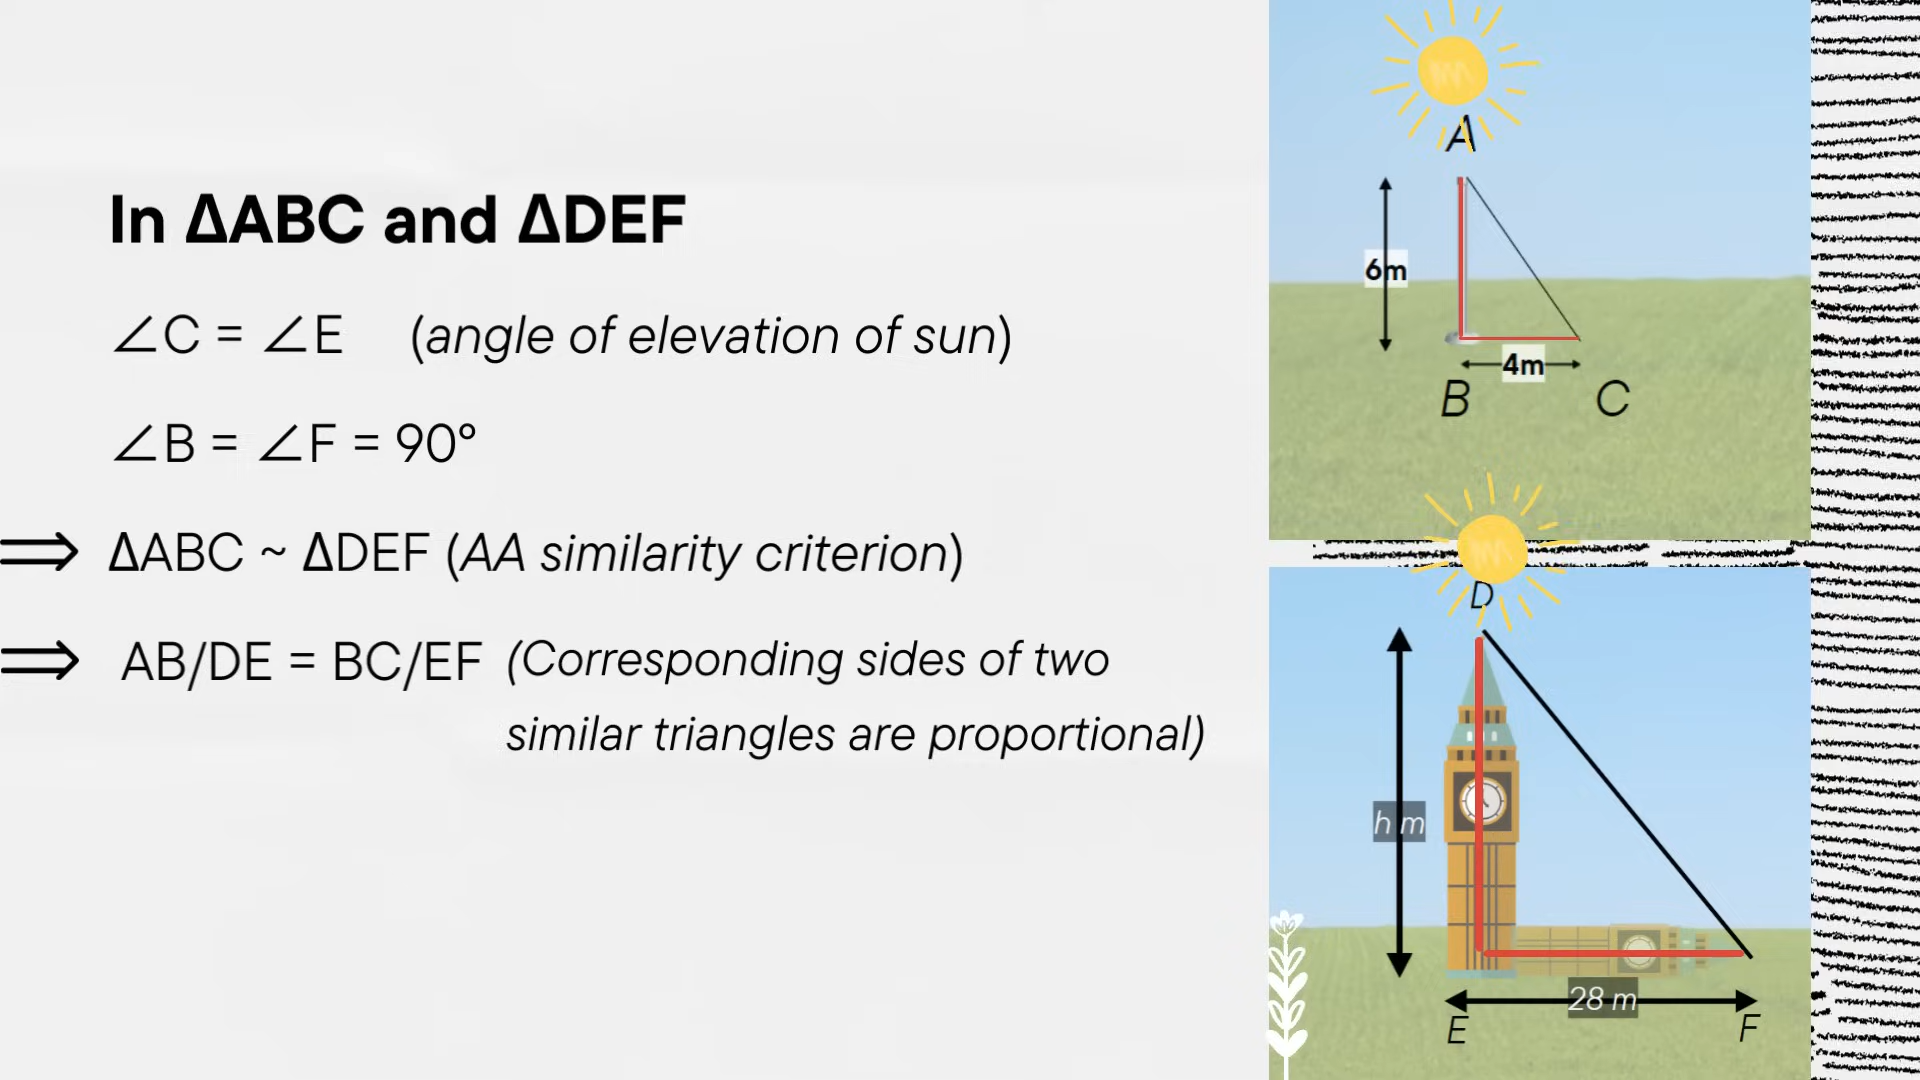 In ΔABC and ΔDEF
∠C = ∠E (angle of elevation of sun)
∠B = ∠F = 90°
⇒ ΔABC ~ ΔDEF (AA similarity criterion)
⇒ AB/DE = BC/EF (Corresponding sides of two
similar triangles are proportional)
A
6m
4m
B C
D
h m
28 m
E F